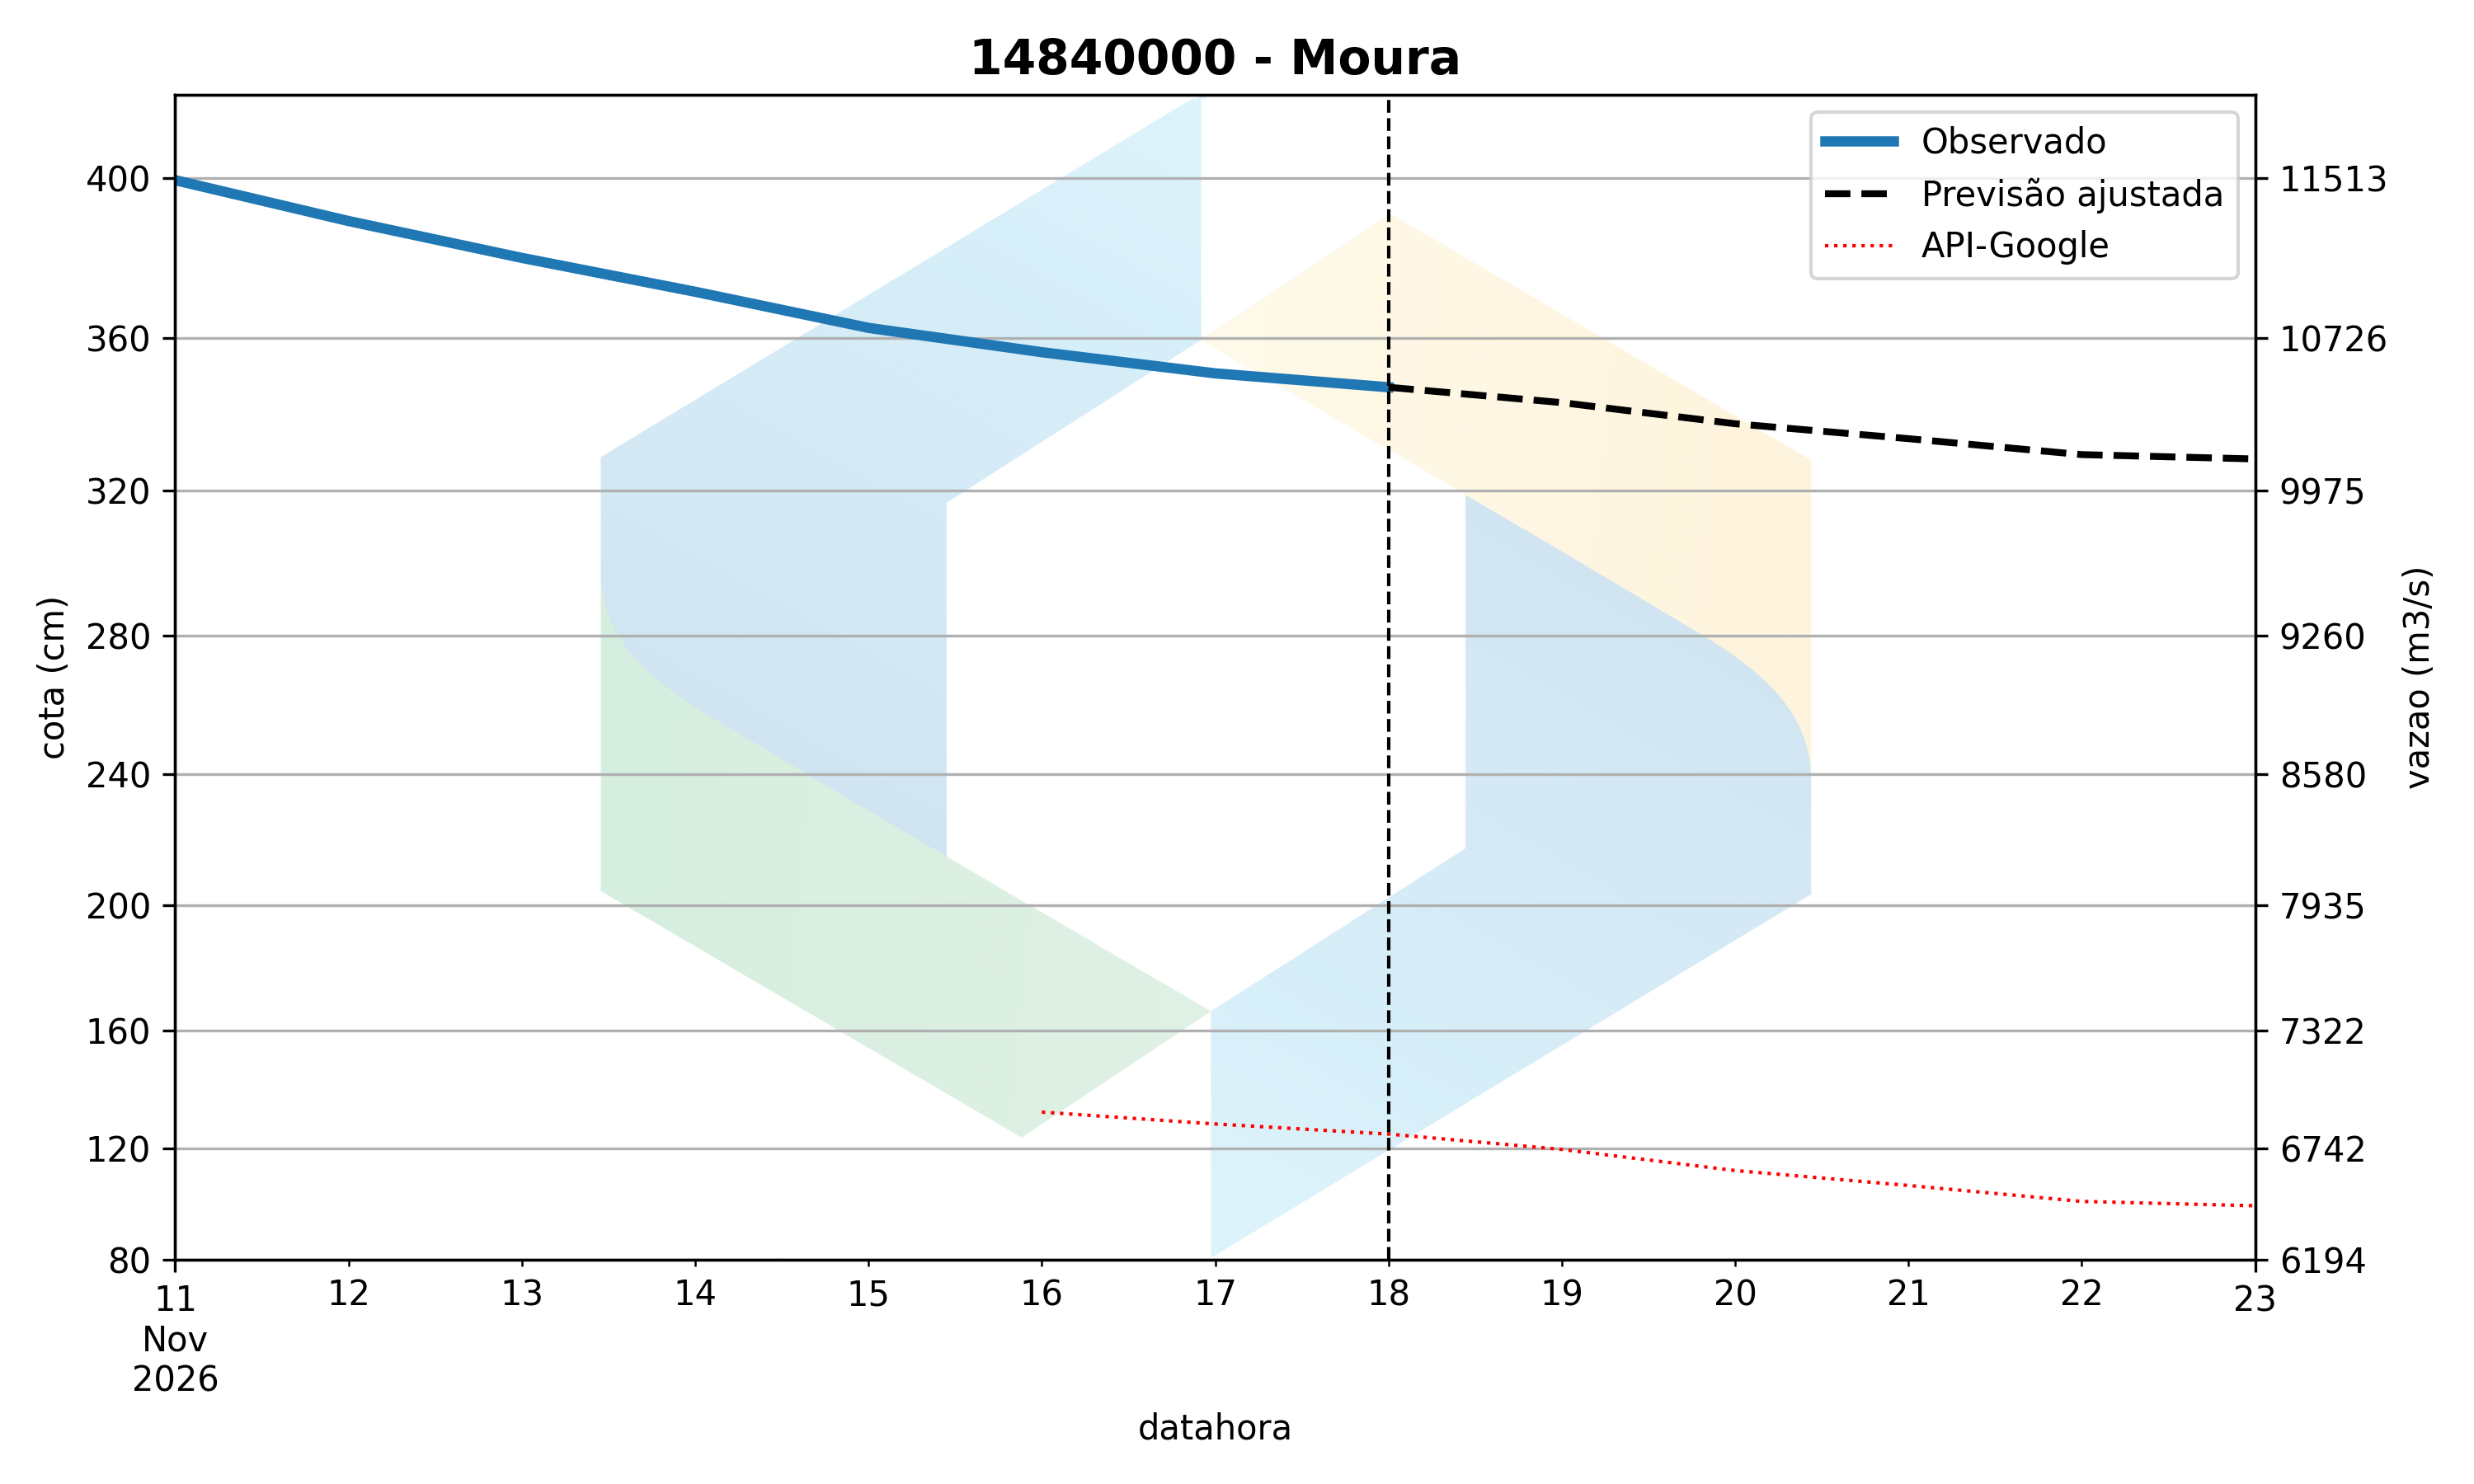 14840000 - Moura
Observado
Previsão ajustada
API-Google
400
360
320
280
240
200
160
120
80
cota (cm)
11513
10726
9975
9260
8580
7935
7322
6742
6194
vazao (m3/s)
11 12 13 14 15 16 17 18 19 20 21 22 23
Nov
2026
datahora